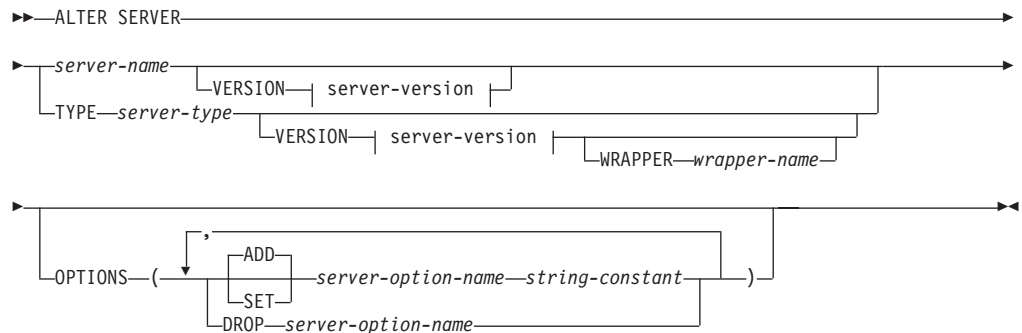 ALTER SERVER
server-name VERSION server-version
TYPE server-type VERSION server-version WRAPPER wrapper-name
,
OPTIONS ( ADD server-option-name string-constant )
SET
DROP server-option-name